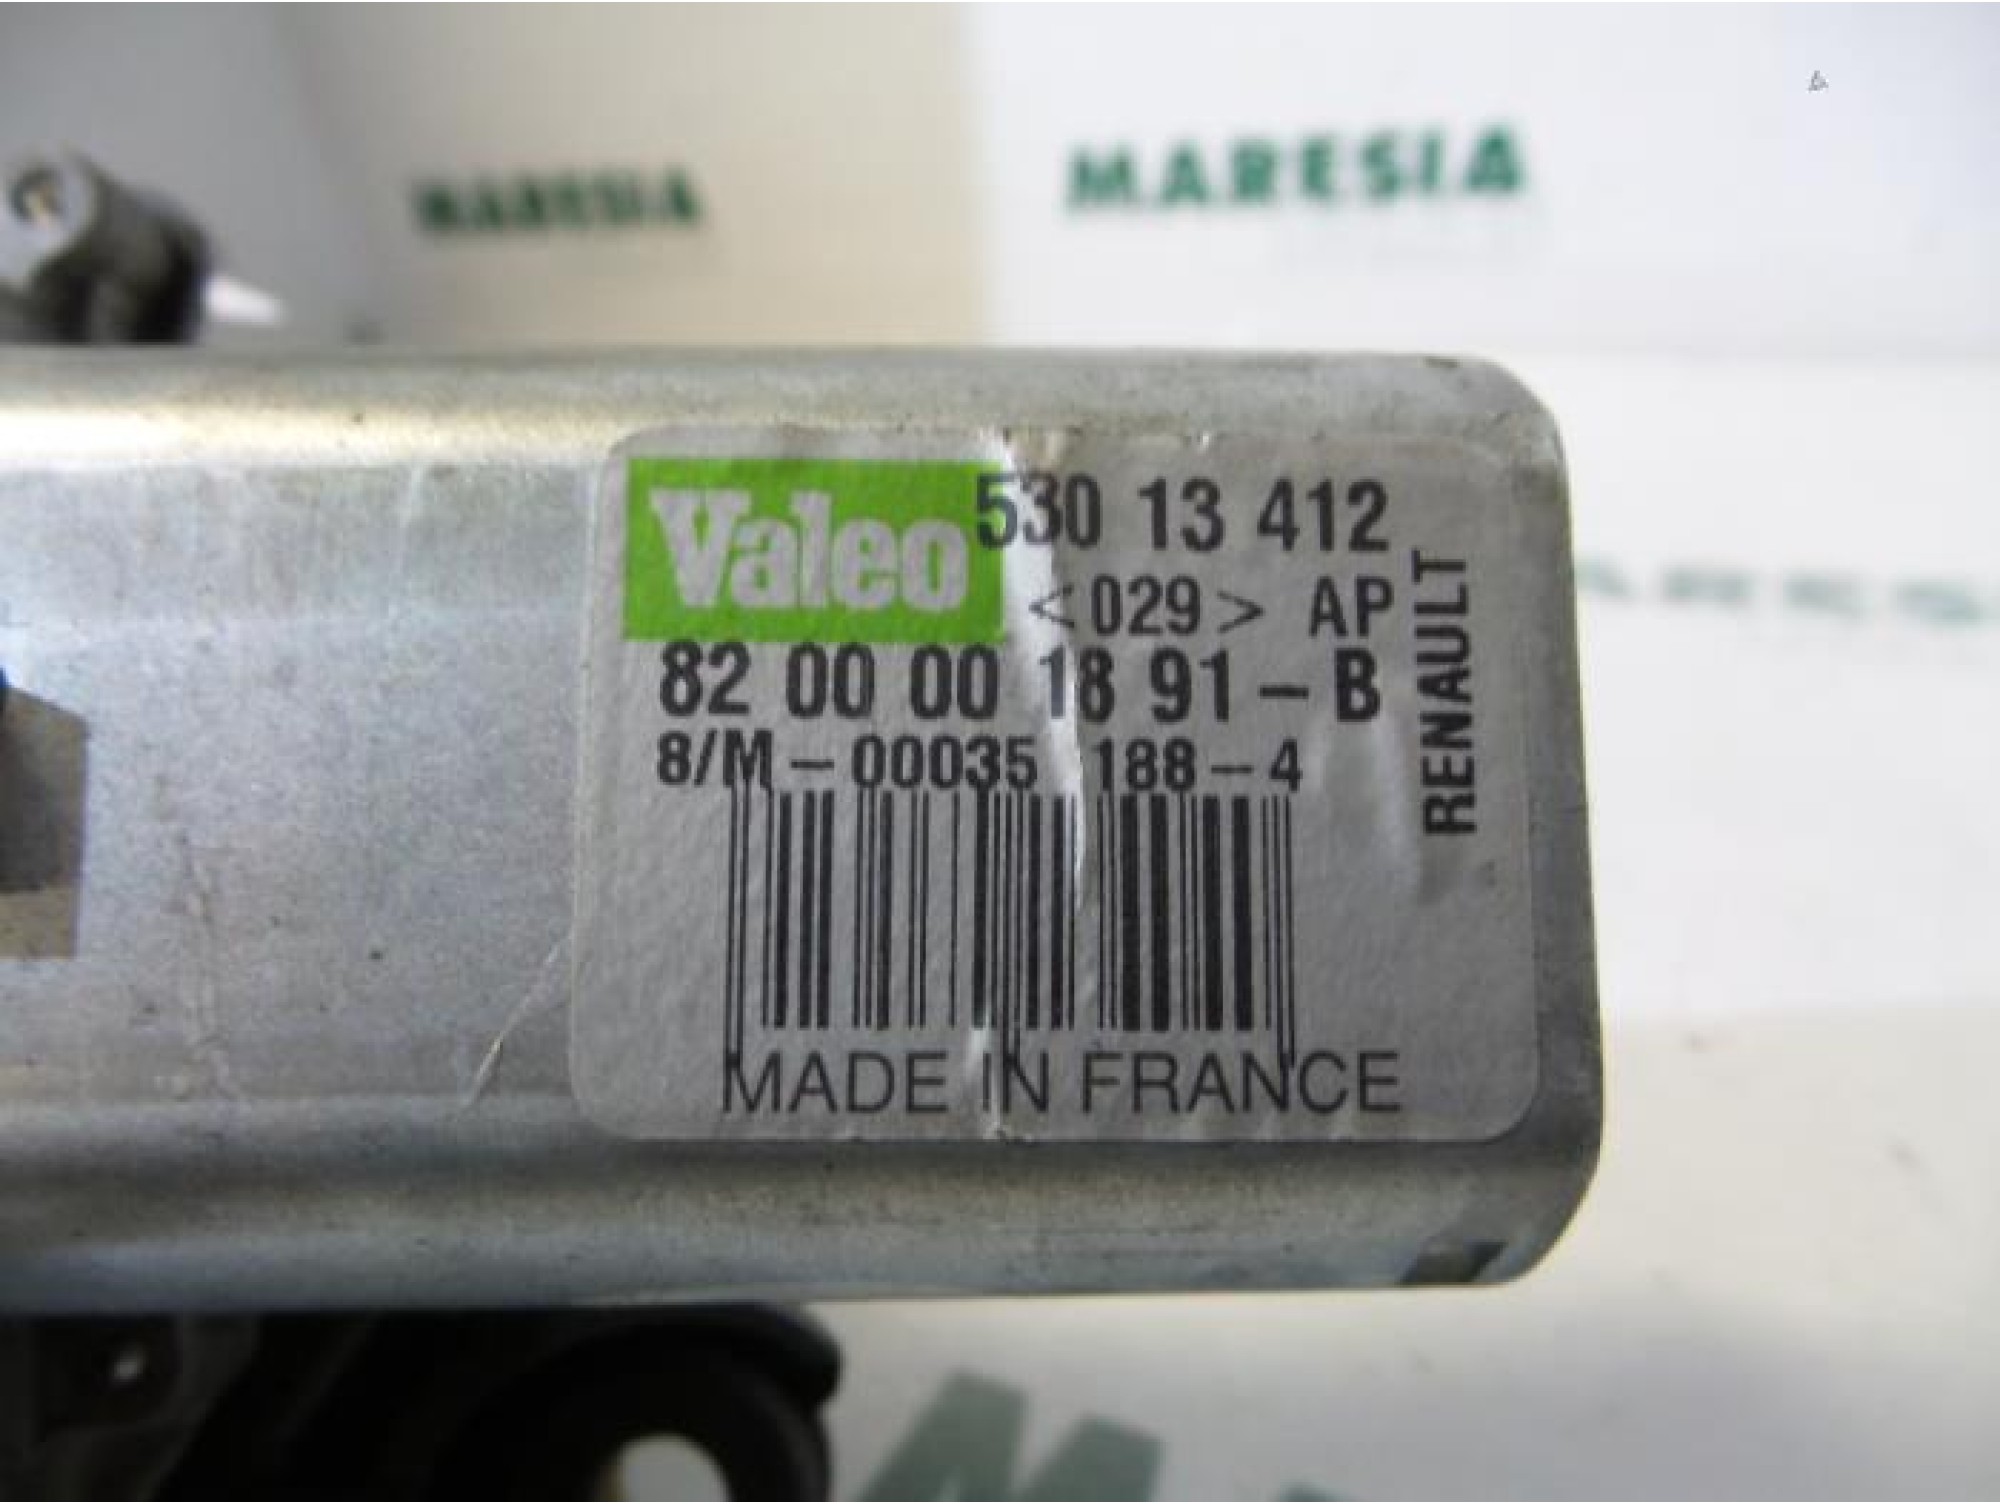 MARESIA
MARESIA
Valeo
530 13 412
<029> AP
82 00 00 18 91-B
8/M-00035 188-4
RENAULT
MADE IN FRANCE